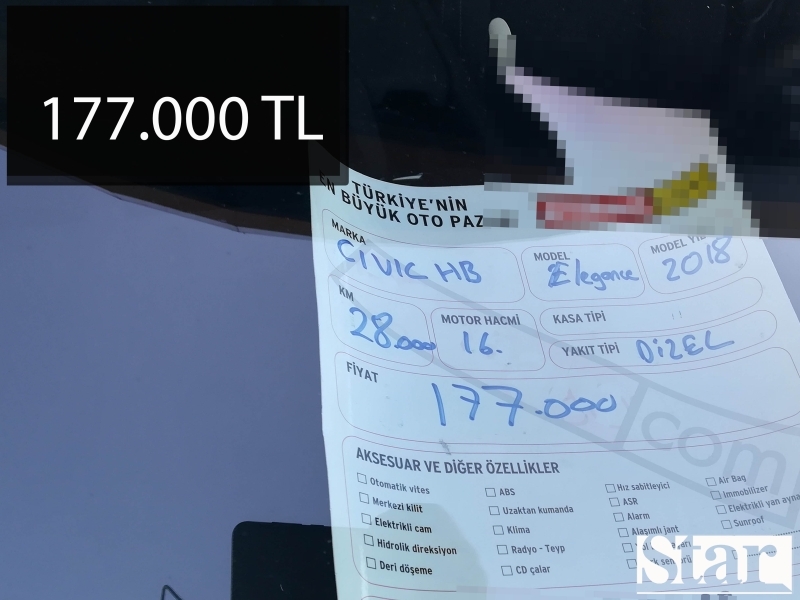 177.000 TL
TÜRKİYE'NİN
EN BÜYÜK OTO PAZ
MARKA
CIVIC HB
MODEL
Elegance
MODEL YILI
2018
KM
28.000
MOTOR HACMİ
16.
KASA TİPİ
YAKIT TİPİ DİZEL
FİYAT
177.000
com
AKSESUAR VE DİĞER ÖZELLİKLER
Otomatik vites
Merkezi kilit
Elektrikli cam
Hidrolik direksiyon
Deri döşeme
ABS
Uzaktan kumanda
Klima
Radyo - Teyp
CD çalar
Hız sabitleyici
ASR
Alarm
Alaşımlı jant
Air Bag
Immobilizer
Elektrikli yan ayna
Sunroof
Star